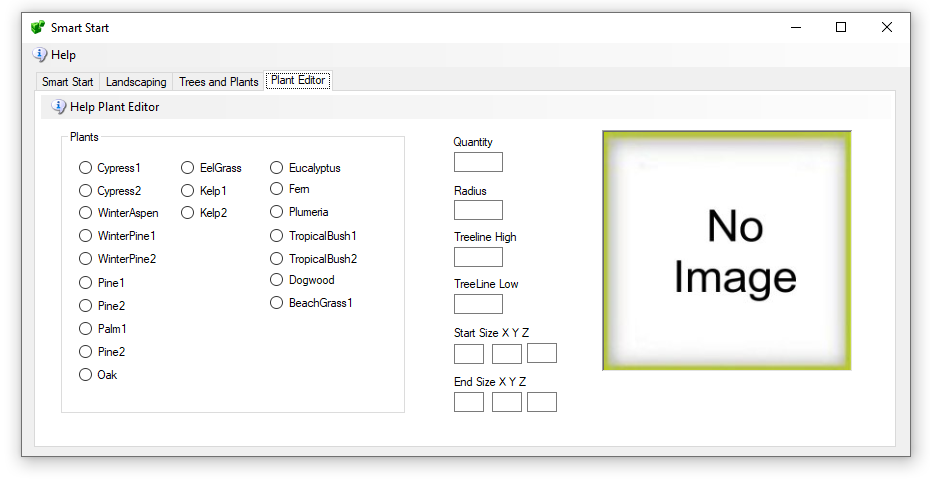 Smart Start
Help
Smart Start Landscaping Trees and Plants Plant Editor
Help Plant Editor
Plants
Cypress1
Cypress2
WinterAspen
WinterPine1
WinterPine2
Pine1
Pine2
Palm1
Pine2
Oak
EelGrass
Kelp1
Kelp2
Eucalyptus
Fern
Plumeria
TropicalBush1
TropicalBush2
Dogwood
BeachGrass1
Quantity
Radius
Treeline High
TreeLine Low
Start Size X Y Z
End Size X Y Z
No
Image